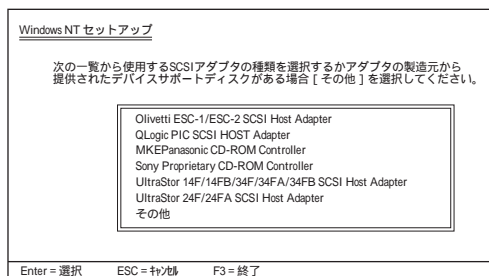 Windows NT セットアップ
次の一覧から使用するSCSIアダプタの種類を選択するかアダプタの製造元から
提供されたデバイスサポートディスクがある場合 [ その他 ] を選択してください。
Olivetti ESC-1/ESC-2 SCSI Host Adapter
QLogic PIC SCSI HOST Adapter
MKEPanasonic CD-ROM Controller
Sony Proprietary CD-ROM Controller
UltraStor 14F/14FB/34F/34FA/34FB SCSI Host Adapter
UltraStor 24F/24FA SCSI Host Adapter
その他
Enter = 選択 ESC = ｷｬﾝｾﾙ F3 = 終了